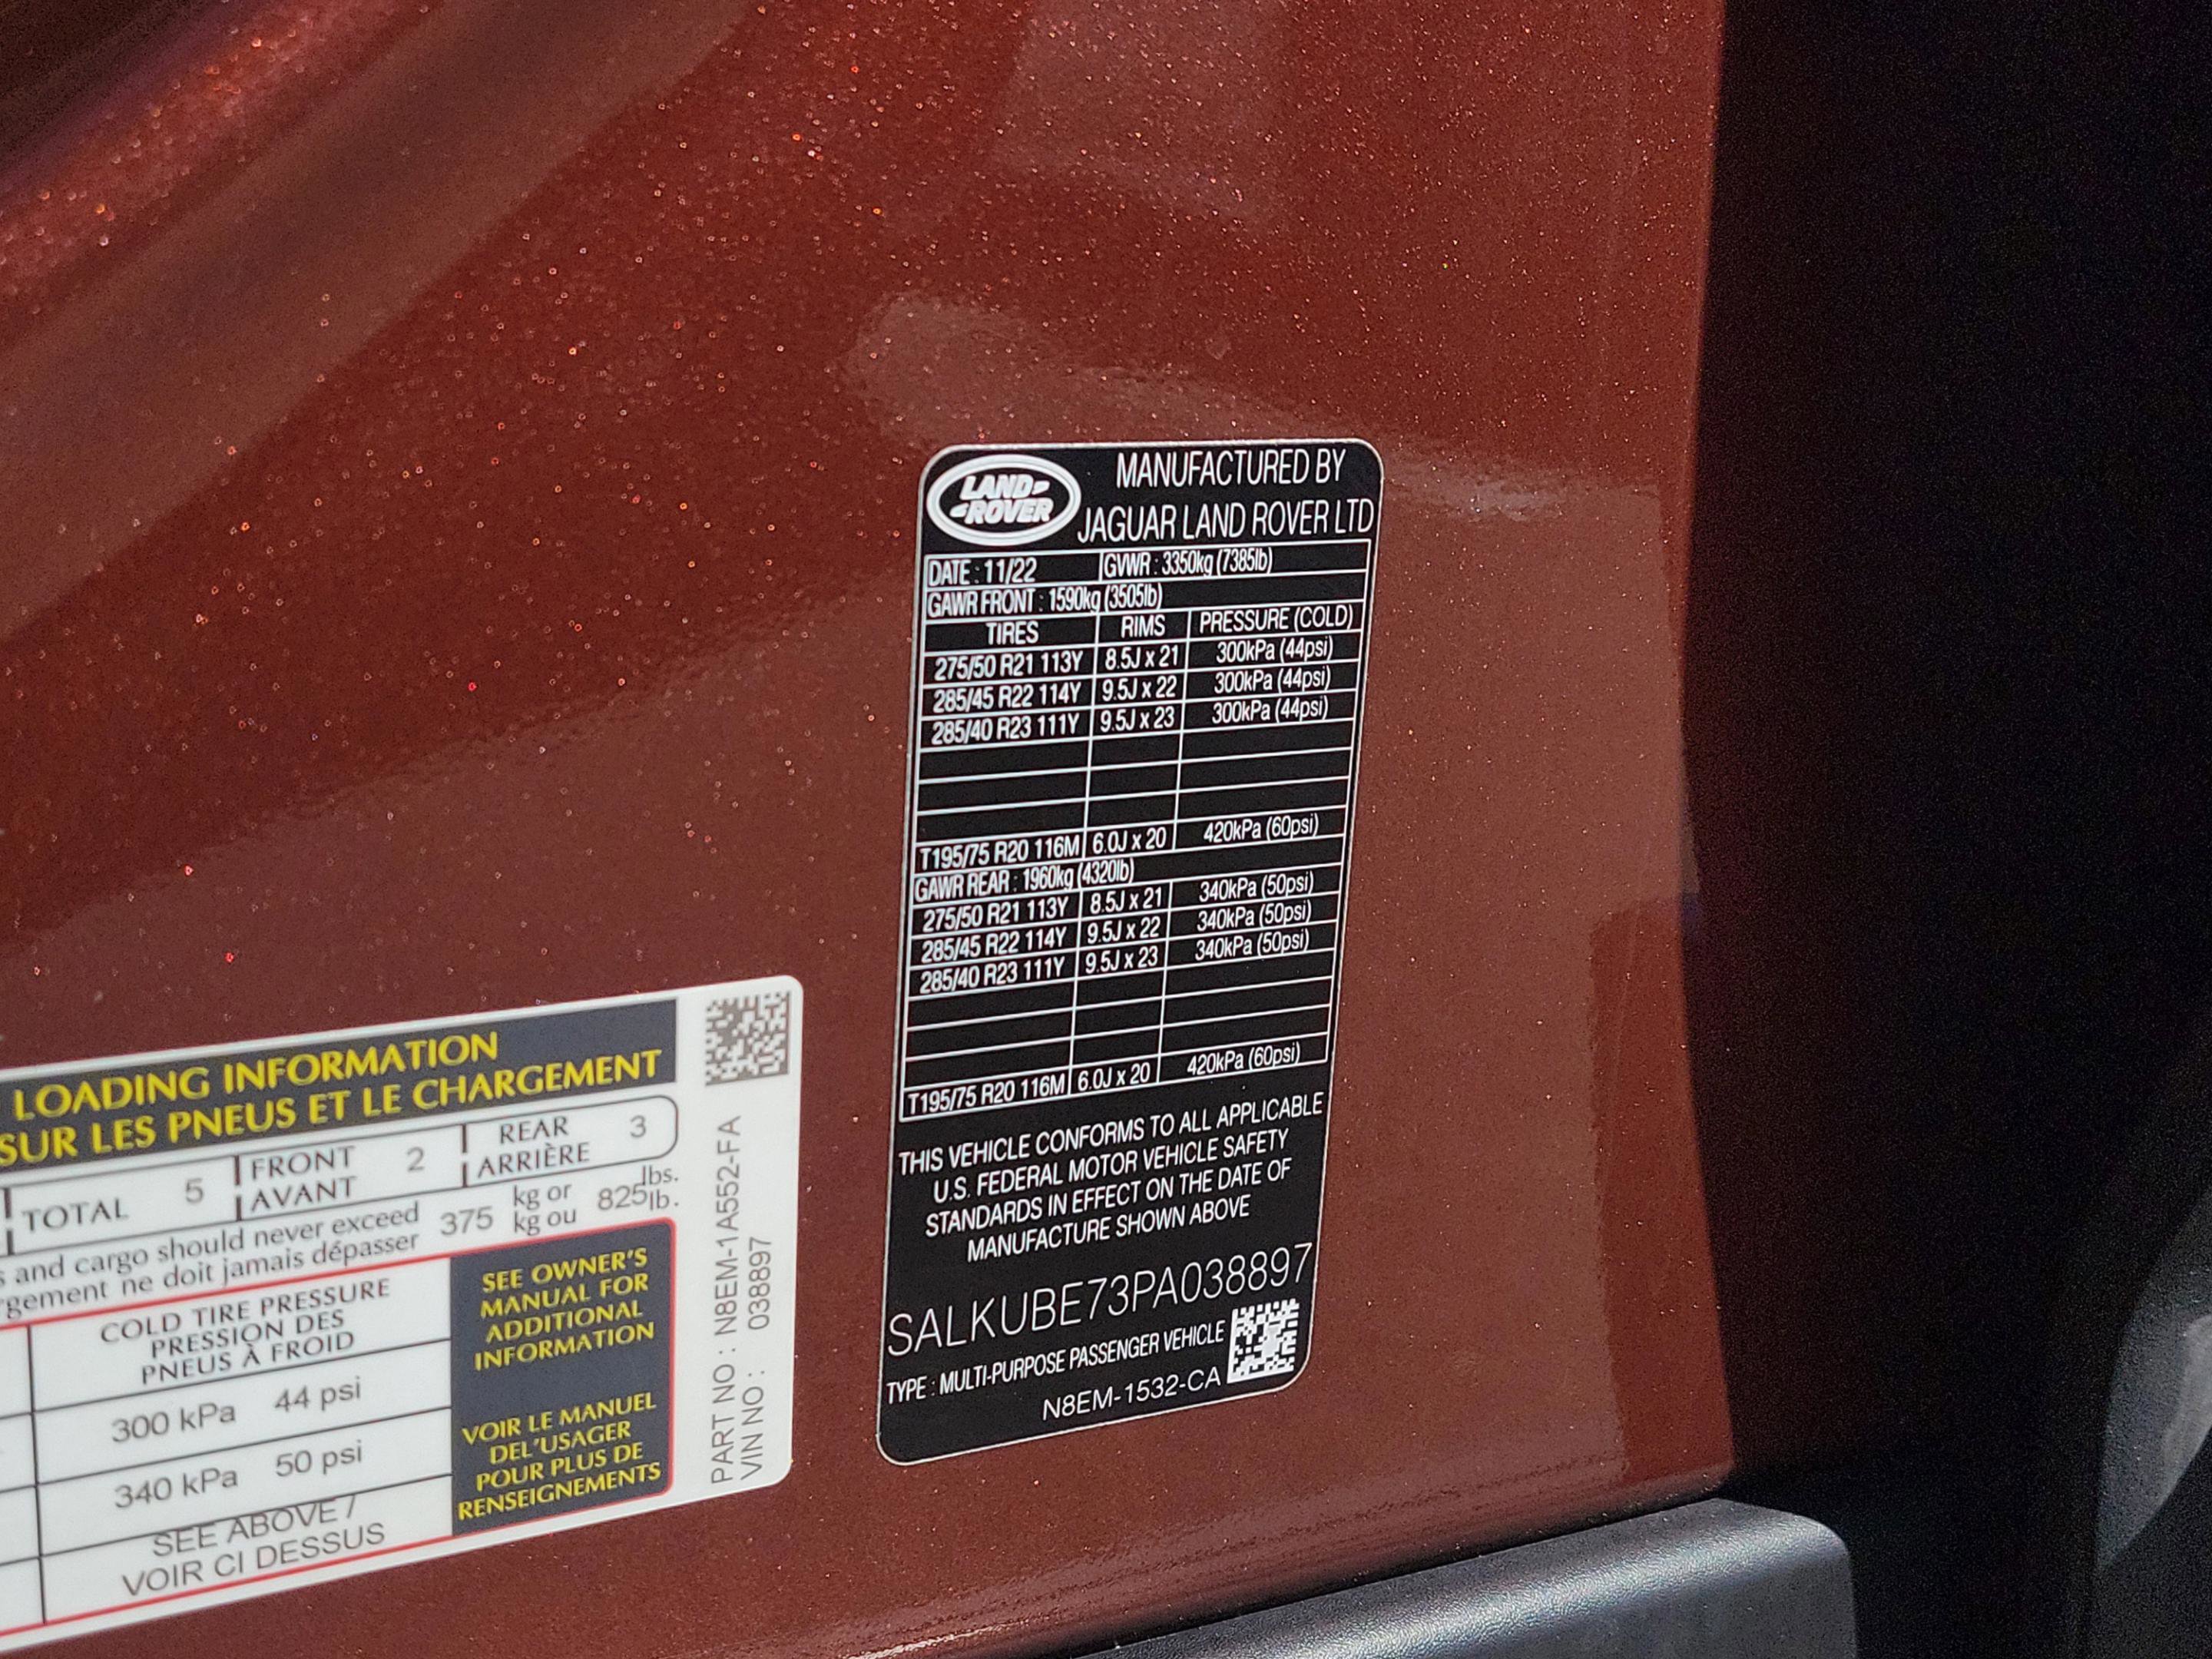 LAND-
-ROVER
MANUFACTURED BY
JAGUAR LAND ROVER LTD
DATE : 11/22 GVWR : 3350kg (7385lb)
GAWR FRONT : 1590kg (3505lb)
TIRES RIMS PRESSURE (COLD)
275/50 R21 113Y 8.5J x 21 300kPa (44psi)
285/45 R22 114Y 9.5J x 22 300kPa (44psi)
285/40 R23 111Y 9.5J x 23 300kPa (44psi)
T195/75 R20 116M 6.0J x 20 420kPa (60psi)
GAWR REAR : 1960kg (4320lb)
275/50 R21 113Y 8.5J x 21 340kPa (50psi)
285/45 R22 114Y 9.5J x 22 340kPa (50psi)
285/40 R23 111Y 9.5J x 23 340kPa (50psi)
T195/75 R20 116M 6.0J x 20 420kPa (60psi)
THIS VEHICLE CONFORMS TO ALL APPLICABLE
U.S. FEDERAL MOTOR VEHICLE SAFETY
STANDARDS IN EFFECT ON THE DATE OF
MANUFACTURE SHOWN ABOVE
SALKUBE73PA038897
TYPE : MULTI-PURPOSE PASSENGER VEHICLE
N8EM-1532-CA
LOADING INFORMATION
SUR LES PNEUS ET LE CHARGEMENT
TOTAL 5 FRONT AVANT 2 REAR ARRIÈRE 3
and cargo should never exceed 375 kg or 825 lbs.
ne doit jamais dépasser kg ou lb.
COLD TIRE PRESSURE
PRESSION DES
PNEUS À FROID
300 kPa 44 psi
340 kPa 50 psi
SEE ABOVE /
VOIR CI DESSUS
SEE OWNER'S
MANUAL FOR
ADDITIONAL
INFORMATION
VOIR LE MANUEL
DEL'USAGER
POUR PLUS DE
RENSEIGNEMENTS
PART NO : N8EM-1A552-FA
VIN NO : 038897